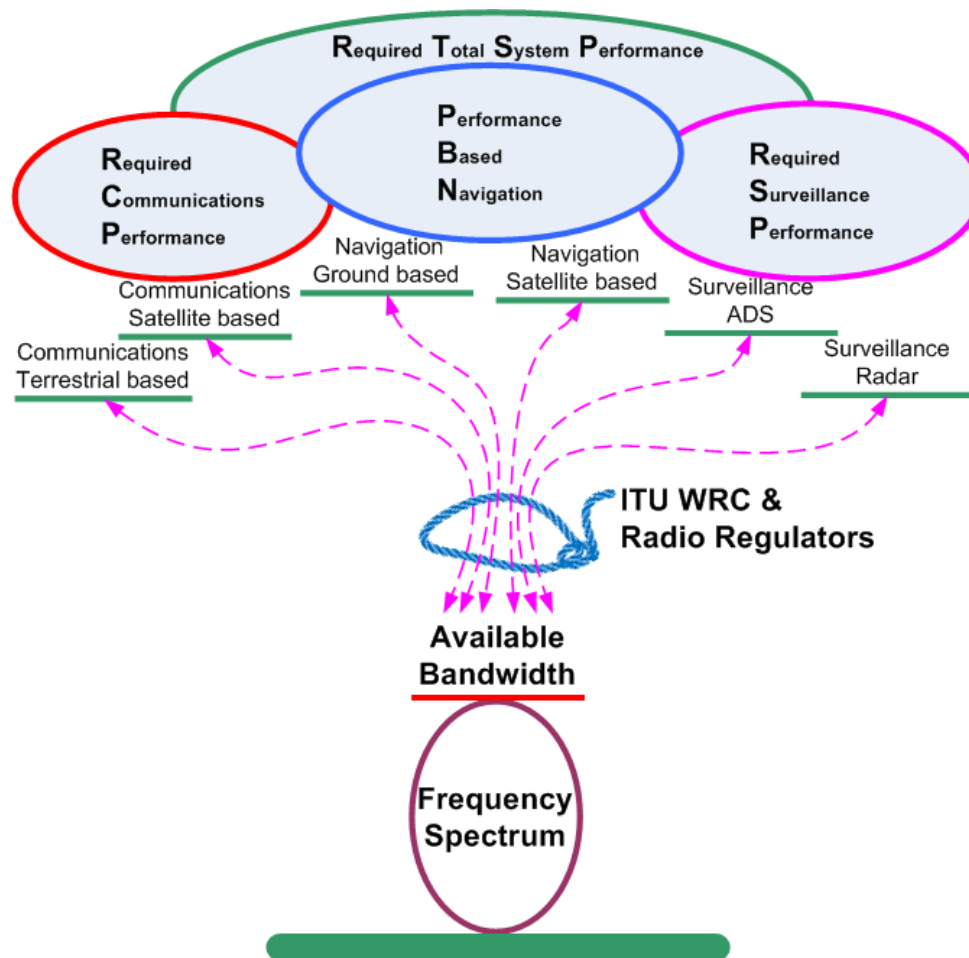 Required Total System Performance
Required
Communications
Performance
Performance
Based
Navigation
Required
Surveillance
Performance
Communications
Terrestrial based
Communications
Satellite based
Navigation
Ground based
Navigation
Satellite based
Surveillance
ADS
Surveillance
Radar
ITU WRC &
Radio Regulators
Available
Bandwidth
Frequency
Spectrum